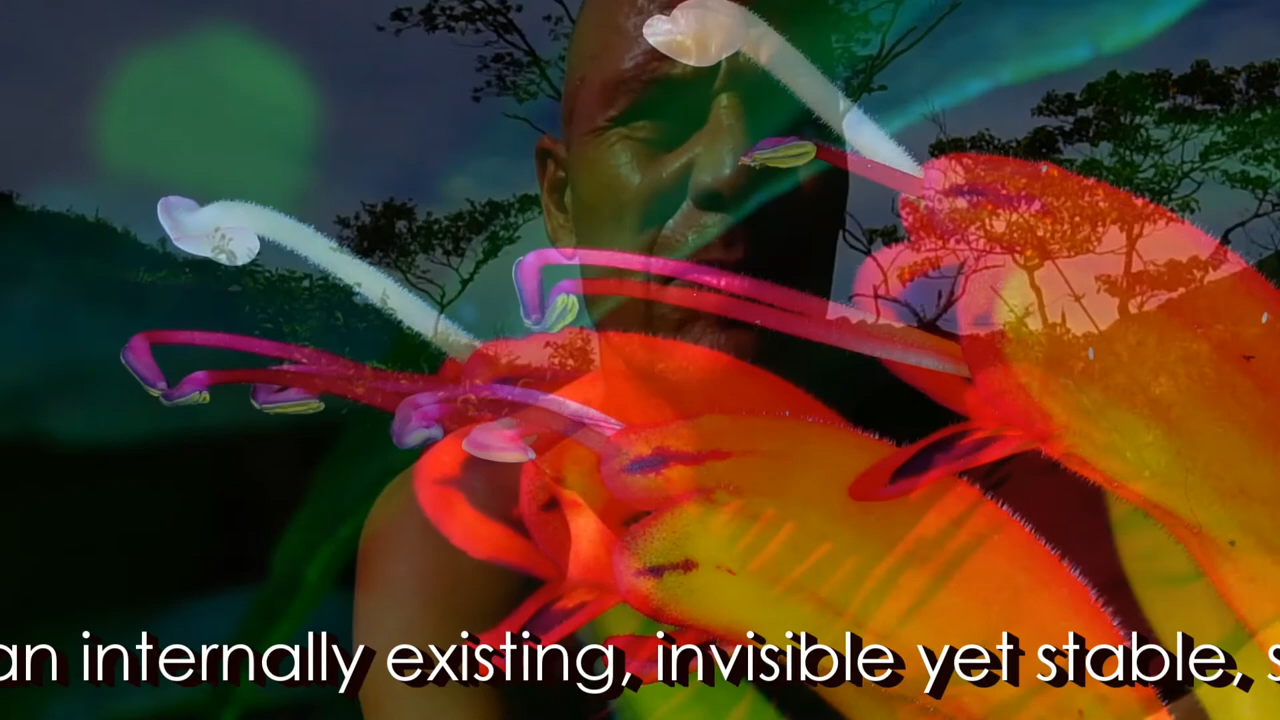 an internally existing, invisible yet stable,